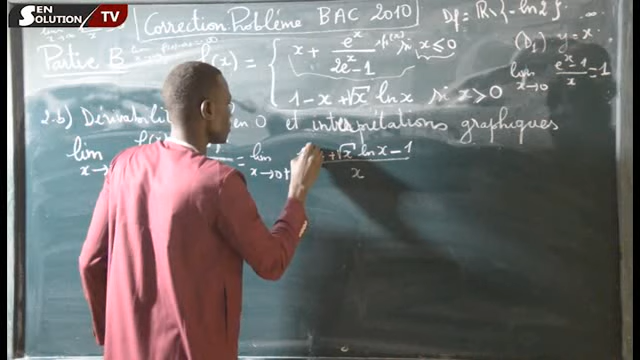 SEN SOLUTION TV
Correction Problème BAC 2010
Df = ℝ \ {-ln2} ...
Partie B
f(x) = { x + e^x / (2e^x - 1) si x ≤ 0
1 - x + √x ln x si x > 0
(D₁) y = x
lim x→0 (e^x - 1)/x = 1
2-b) Dérivabilit en 0 et interprétations graphiques
lim x→ = lim x→0+ + √x ln x - 1 / x